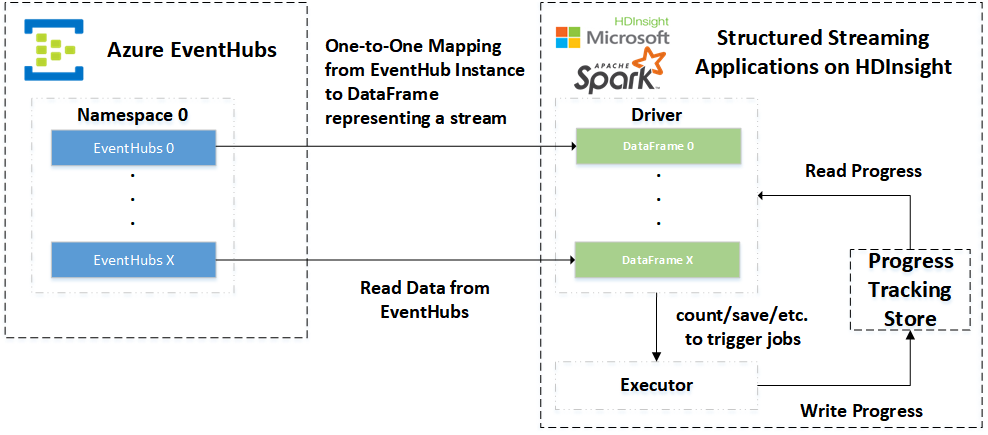 Azure EventHubs
Namespace 0
EventHubs 0
EventHubs X
One-to-One Mapping
from EventHub Instance
to DataFrame
representing a stream
Read Data from
EventHubs
HDInsight
Microsoft
APACHE
Spark™
Structured Streaming
Applications on HDInsight
Driver
DataFrame 0
DataFrame X
Read Progress
Progress
Tracking
Store
count/save/etc.
to trigger jobs
Executor
Write Progress